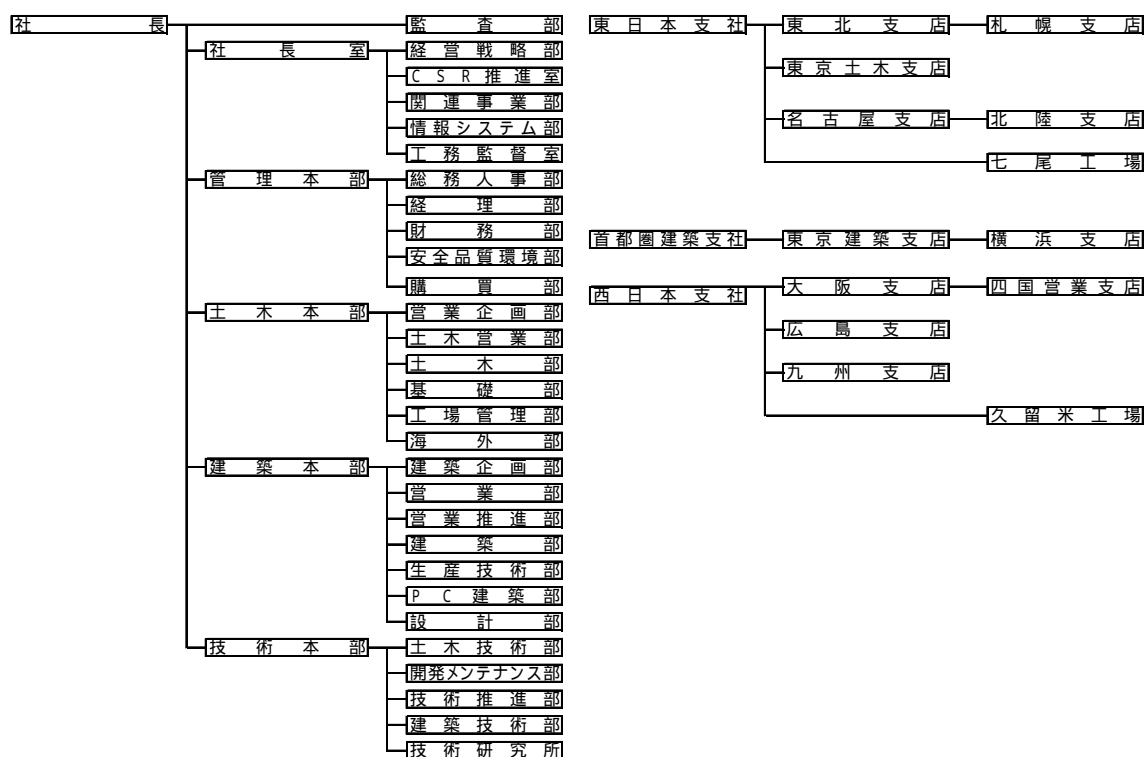 社長
監査部
社長室
経営戦略部
CSR推進室
関連事業部
情報システム部
工務監督室
管理本部
総務人事部
経理部
財務部
安全品質環境部
購買部
土木本部
営業企画部
土木営業部
土木部
基礎部
工場管理部
海外部
建築本部
建築企画部
営業部
営業推進部
建築部
生産技術部
PC建築部
設計部
技術本部
土木技術部
開発メンテナンス部
技術推進部
建築技術部
技術研究所
東日本支社
東北支店
札幌支店
東京土木支店
名古屋支店
北陸支店
七尾工場
首都圏建築支社
東京建築支店
横浜支店
西日本支社
大阪支店
四国営業支店
広島支店
九州支店
久留米工場